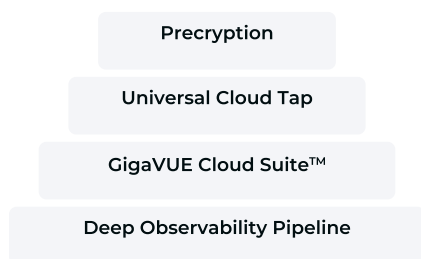 Precryption
Universal Cloud Tap
GigaVUE Cloud Suite™
Deep Observability Pipeline